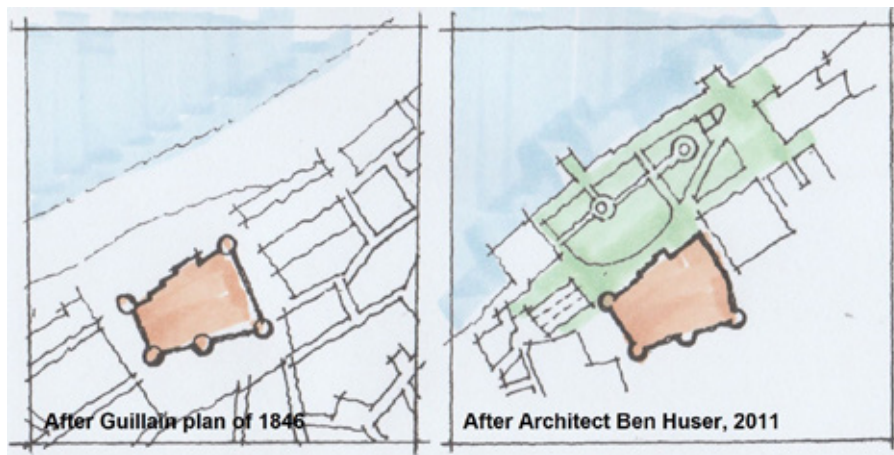 After Guillain plan of 1846
After Architect Ben Huser, 2011